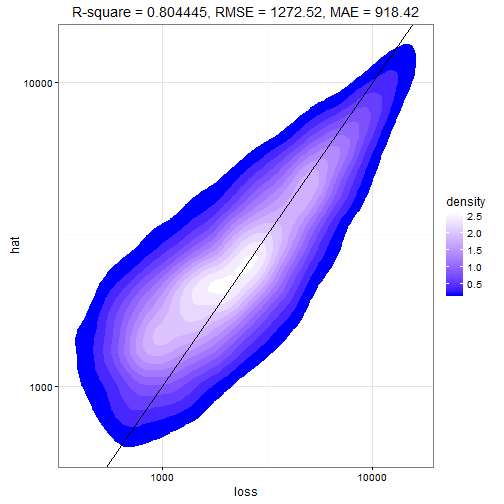 R-square = 0.804445, RMSE = 1272.52, MAE = 918.42
10000
hat
1000
1000
10000
loss
density
2.5
2.0
1.5
1.0
0.5